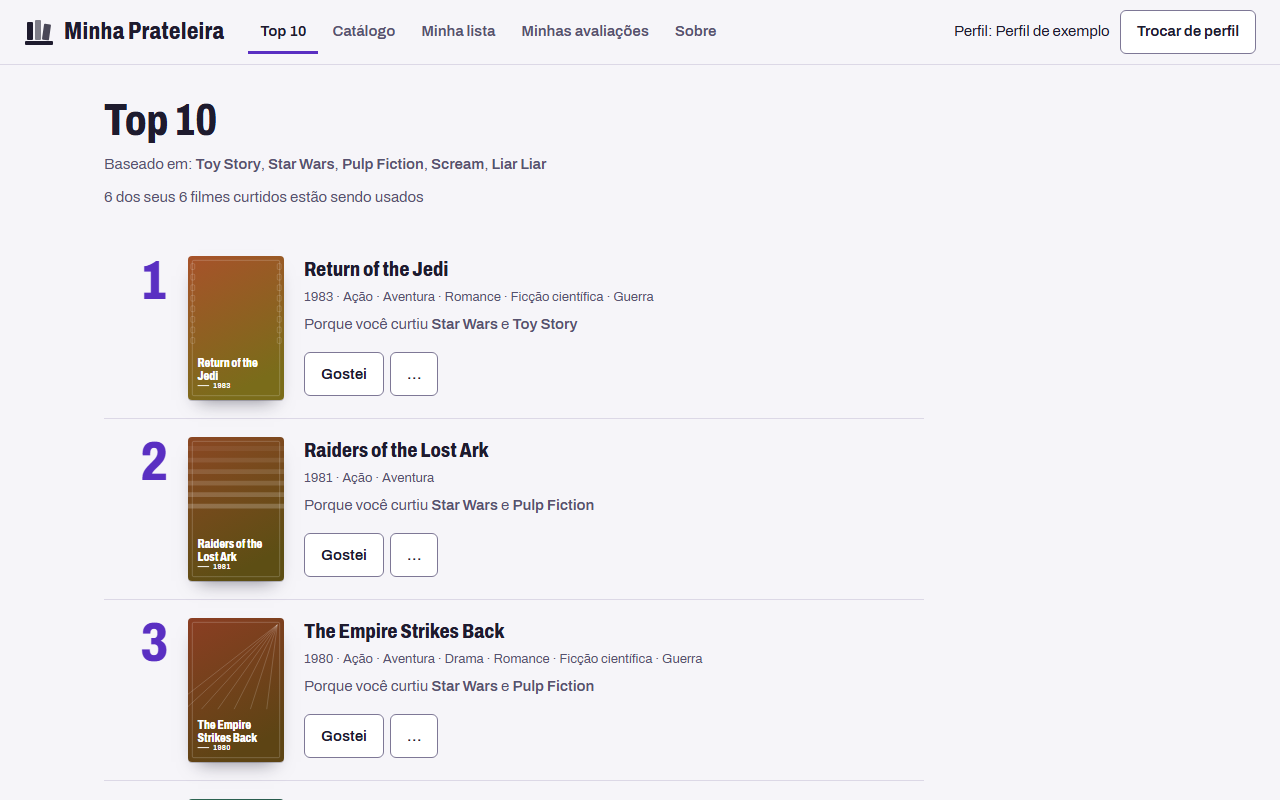 Minha Prateleira
Top 10
Catálogo
Minha lista
Minhas avaliações
Sobre
Perfil: Perfil de exemplo
Trocar de perfil
Top 10
Baseado em: Toy Story, Star Wars, Pulp Fiction, Scream, Liar Liar
6 dos seus 6 filmes curtidos estão sendo usados
1
Return of the
Jedi
1983
Return of the Jedi
1983 · Ação · Aventura · Romance · Ficção científica · Guerra
Porque você curtiu Star Wars e Toy Story
Gostei
...
2
Raiders of the
Lost Ark
1981
Raiders of the Lost Ark
1981 · Ação · Aventura
Porque você curtiu Star Wars e Pulp Fiction
Gostei
...
3
The Empire
Strikes Back
1980
The Empire Strikes Back
1980 · Ação · Aventura · Drama · Romance · Ficção científica · Guerra
Porque você curtiu Star Wars e Pulp Fiction
Gostei
...